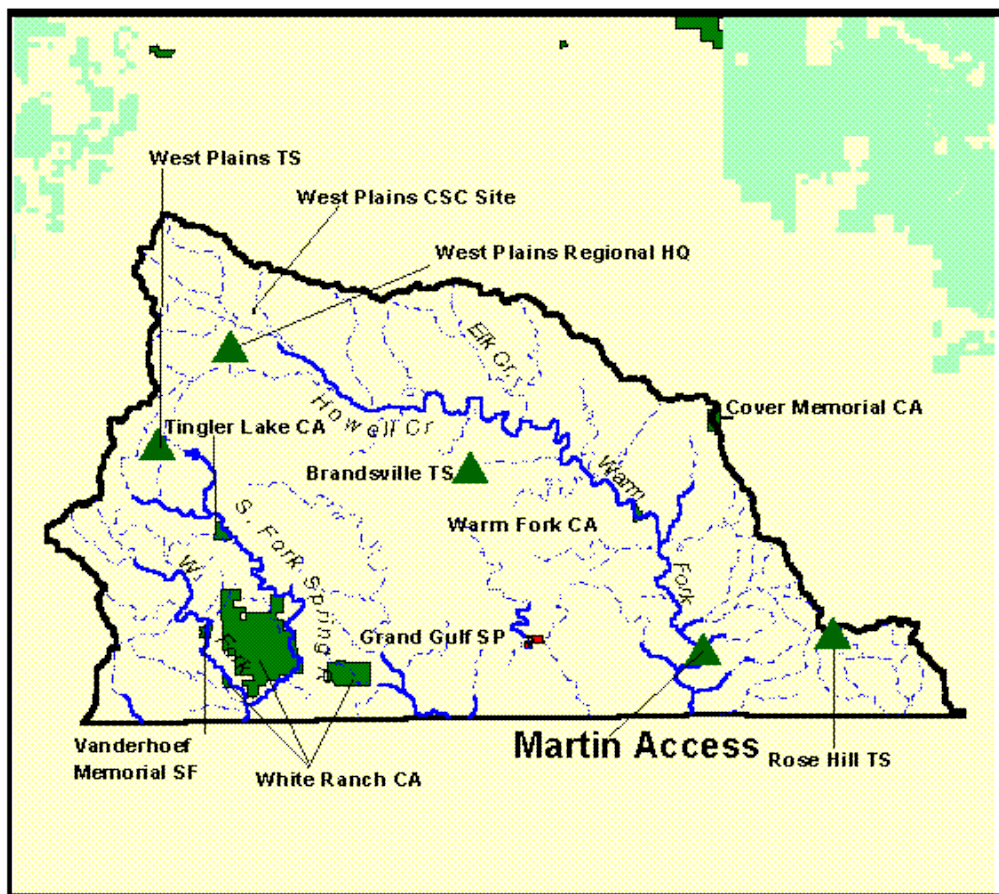 West Plains TS
West Plains CSC Site
West Plains Regional HQ
Elk Cr.
Howell Cr
Cover Memorial CA
Tingler Lake CA
Brandsville TS
Warm
Fork
Warm Fork CA
S. Fork Spring R
W.
Fork
Grand Gulf SP
Vanderhoef
Memorial SF
White Ranch CA
Martin Access
Rose Hill TS